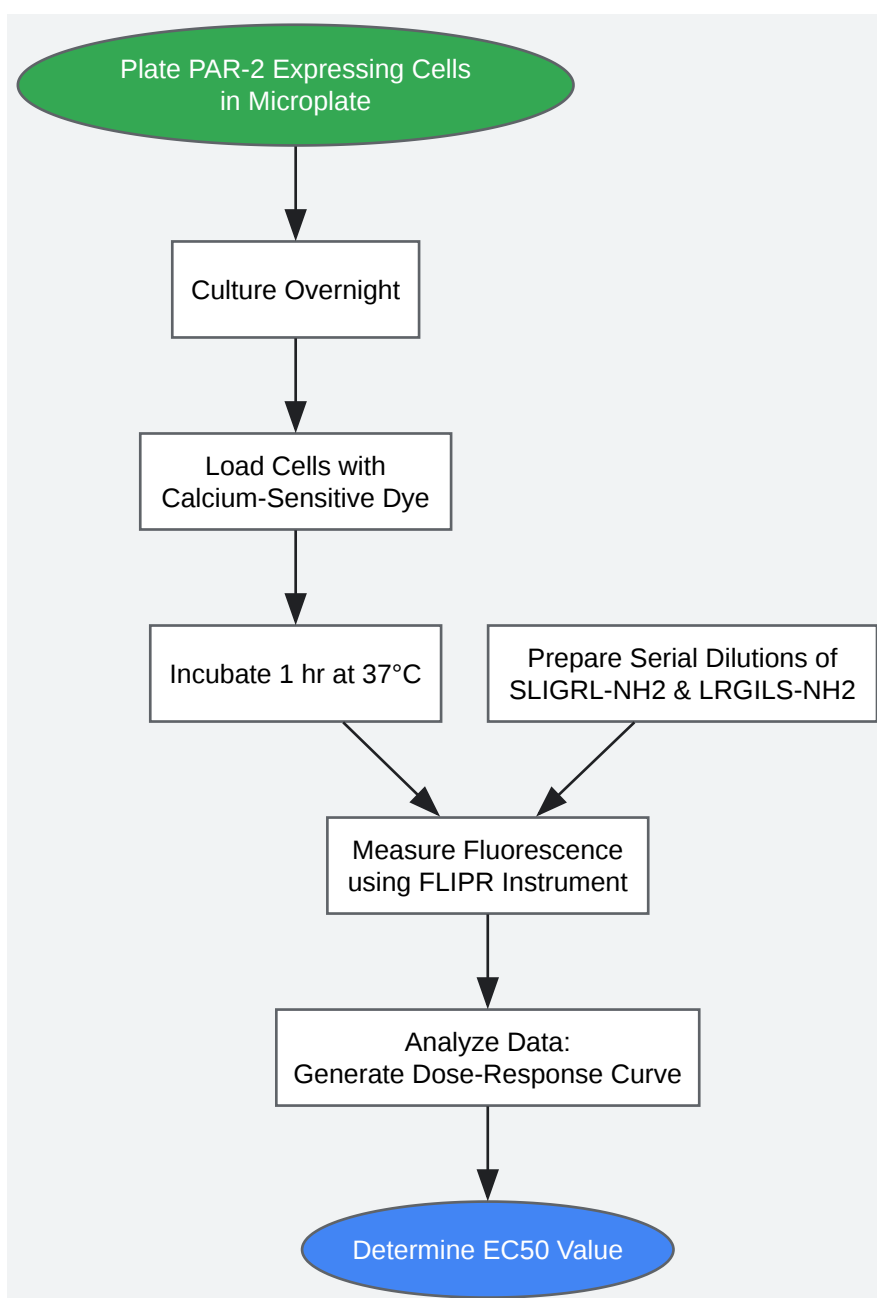 Plate PAR-2 Expressing Cells
in Microplate
Culture Overnight
Load Cells with
Calcium-Sensitive Dye
Incubate 1 hr at 37°C
Prepare Serial Dilutions of
SLIGRL-NH2 & LRGILS-NH2
Measure Fluorescence
using FLIPR Instrument
Analyze Data:
Generate Dose-Response Curve
Determine EC50 Value